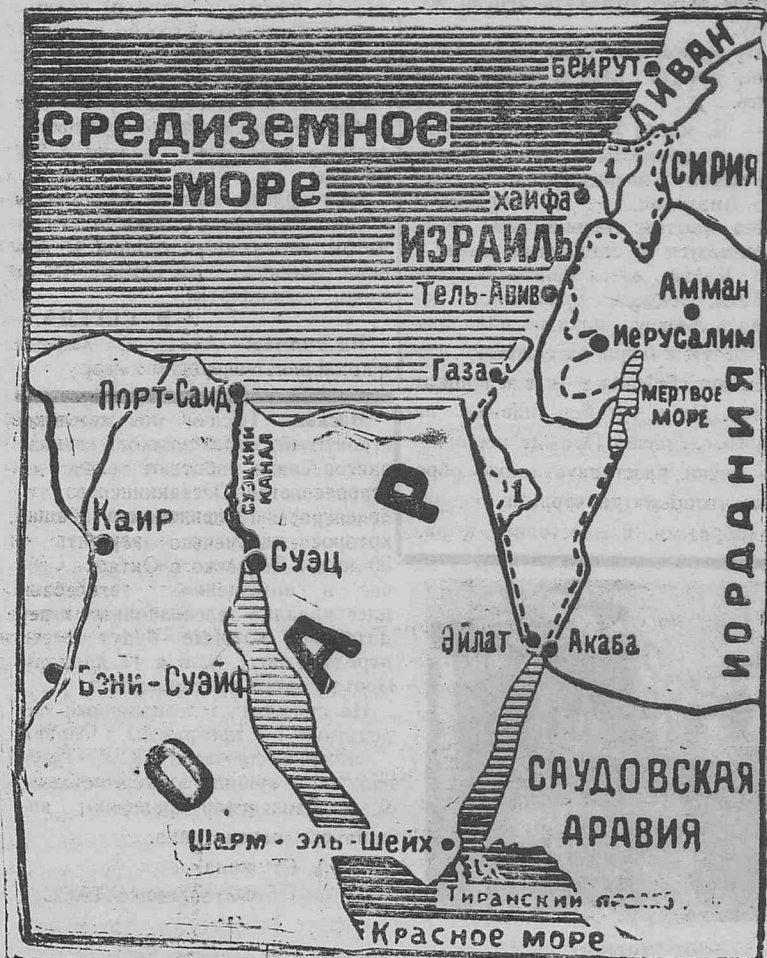 БЕЙРУТ
ЛИВАН
СРЕДИЗЕМНОЕ
МОРЕ
1
СИРИЯ
ХАЙФА
ИЗРАИЛЬ
Тель-Авив
Амман
Иерусалим
Газа
МЕРТВОЕ
МОРЕ
Порт-Саид
СУЭЦКИЙ
КАНАЛ
ИОРДАНИЯ
О А Р
1
Каир
Суэц
Эйлат
Акаба
Бэни-Суэйф
САУДОВСКАЯ
АРАВИЯ
Шарм-эль-Шейх
Тиранский
Красное море